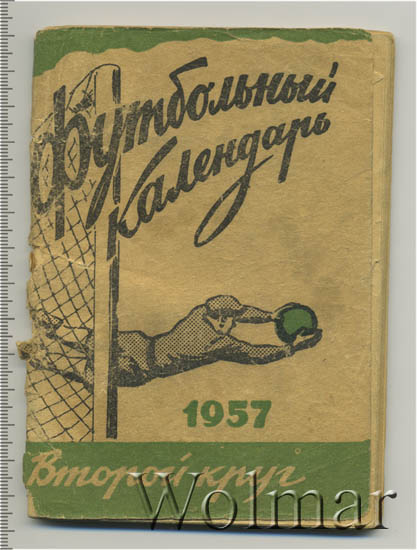 Футбольный
календарь
1957
Второй круг
Wolmar